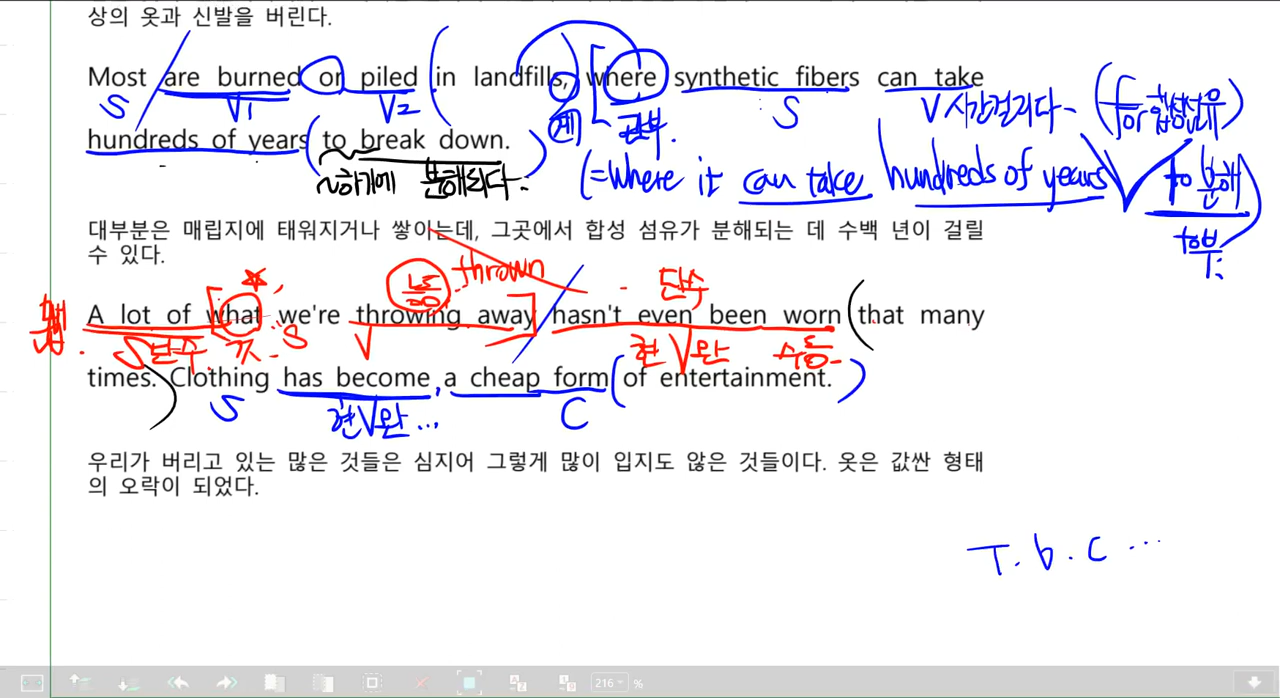 상의 옷과 신발을 버린다.
Most are burned or piled in landfills, where synthetic fibers can take
S V1 V2 계 관부. S V 시간걸리다~ (for 합성섬유)
hundreds of years to break down.
~하기에 분해되다. (=Where it can take hundreds of years to 분해
to부
대부분은 매립지에 태워지거나 쌓이는데, 그곳에서 합성 섬유가 분해되는 데 수백 년이 걸릴
수 있다.
능동 thrown 단수
A lot of what we're throwing away hasn't even been worn (that many
S단수. 것. S V 현V완 수동
times.) Clothing has become a cheap form (of entertainment.)
S 현V완... C
우리가 버리고 있는 많은 것들은 심지어 그렇게 많이 입지도 않은 것들이다. 옷은 값싼 형태
의 오락이 되었다.
T. b. c ...
216 %